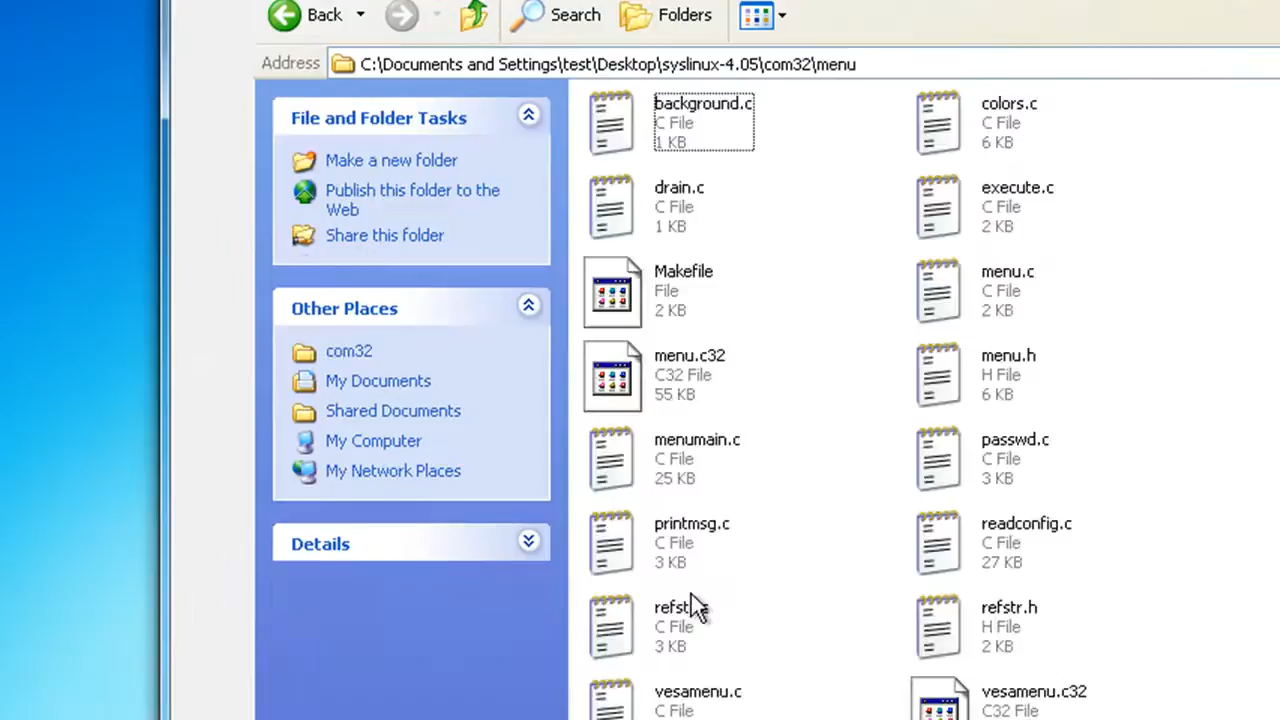 Back
Search
Folders
Address C:\Documents and Settings\test\Desktop\syslinux-4.05\com32\menu
File and Folder Tasks
Make a new folder
Publish this folder to the
Web
Share this folder
Other Places
com32
My Documents
Shared Documents
My Computer
My Network Places
Details
background.c
C File
1 KB
colors.c
C File
6 KB
drain.c
C File
1 KB
execute.c
C File
2 KB
Makefile
File
2 KB
menu.c
C File
2 KB
menu.c32
C32 File
55 KB
menu.h
H File
6 KB
menumain.c
C File
25 KB
passwd.c
C File
3 KB
printmsg.c
C File
3 KB
readconfig.c
C File
27 KB
C File
3 KB
refstr.h
H File
2 KB
vesamenu.c
C File
vesamenu.c32
C32 File